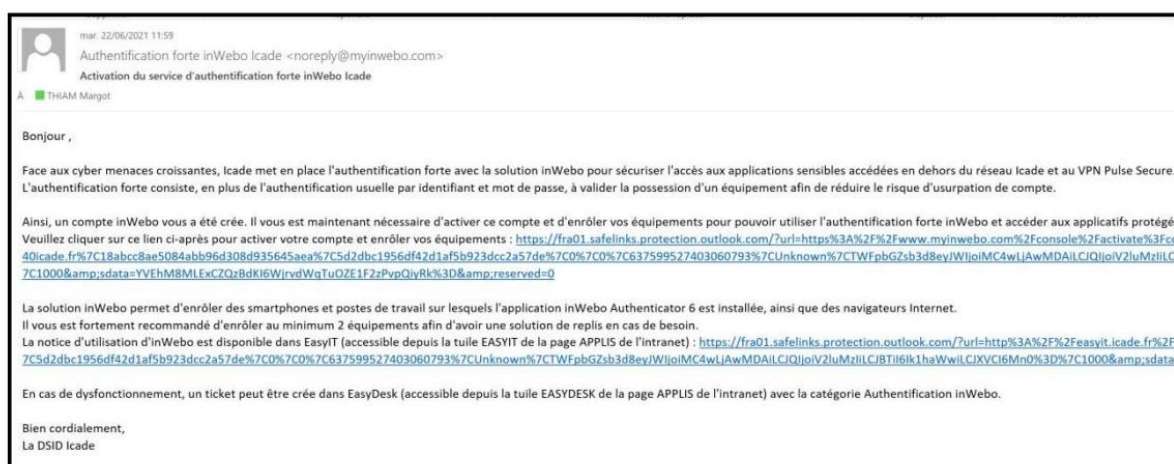 mar. 22/06/2021 11:59
Authentification forte inWebo Icade <noreply@myinwebo.com>
Activation du service d'authentification forte inWebo Icade
À THIAM Margot
Bonjour ,
Face aux cyber menaces croissantes, Icade met en place l'authentification forte avec la solution inWebo pour sécuriser l'accès aux applications sensibles accédées en dehors du réseau Icade et au VPN Pulse Secure.
L'authentification forte consiste, en plus de l'authentification usuelle par identifiant et mot de passe, à valider la possession d'un équipement afin de réduire le risque d'usurpation de compte.
Ainsi, un compte inWebo vous a été crée. Il vous est maintenant nécessaire d'activer ce compte et d'enrôler vos équipements pour pouvoir utiliser l'authentification forte inWebo et accéder aux applicatifs protégé
Veuillez cliquer sur ce lien ci-après pour activer votre compte et enrôler vos équipements : https://fra01.safelinks.protection.outlook.com/?url=https%3A%2F%2Fwww.myinwebo.com%2Fconsole%2Factivate%3Fc
40icade.fr%7C18abcc8ae5084abb96d308d935645aea%7C5d2dbc1956df42d1af5b923dcc2a57de%7C0%7C0%7C637599527403060793%7CUnknown%7CTWFpbGZsb3d8eyJWIjoiMC4wLjAwMDAiLCJQIjoiV2luMzIiLC
7C1000&amp;sdata=YVEhM8MLExCZQzBdKI6WjrvdWqTuOZE1F2zPvpQiyRk%3D&amp;reserved=0
La solution inWebo permet d'enrôler des smartphones et postes de travail sur lesquels l'application inWebo Authenticator 6 est installée, ainsi que des navigateurs Internet.
Il vous est fortement recommandé d'enrôler au minimum 2 équipements afin d'avoir une solution de replis en cas de besoin.
La notice d'utilisation d'inWebo est disponible dans EasyIT (accessible depuis la tuile EASYIT de la page APPLIS de l'intranet) : https://fra01.safelinks.protection.outlook.com/?url=http%3A%2F%2Feasyit.icade.fr%2F
7C5d2dbc1956df42d1af5b923dcc2a57de%7C0%7C0%7C637599527403060793%7CUnknown%7CTWFpbGZsb3d8eyJWIjoiMC4wLjAwMDAiLCJQIjoiV2luMzIiLCJBTiI6Ik1haWwiLCJXVCI6Mn0%3D%7C1000&amp;sdata
En cas de dysfonctionnement, un ticket peut être crée dans EasyDesk (accessible depuis la tuile EASYDESK de la page APPLIS de l'intranet) avec la catégorie Authentification inWebo.
Bien cordialement,
La DSID Icade